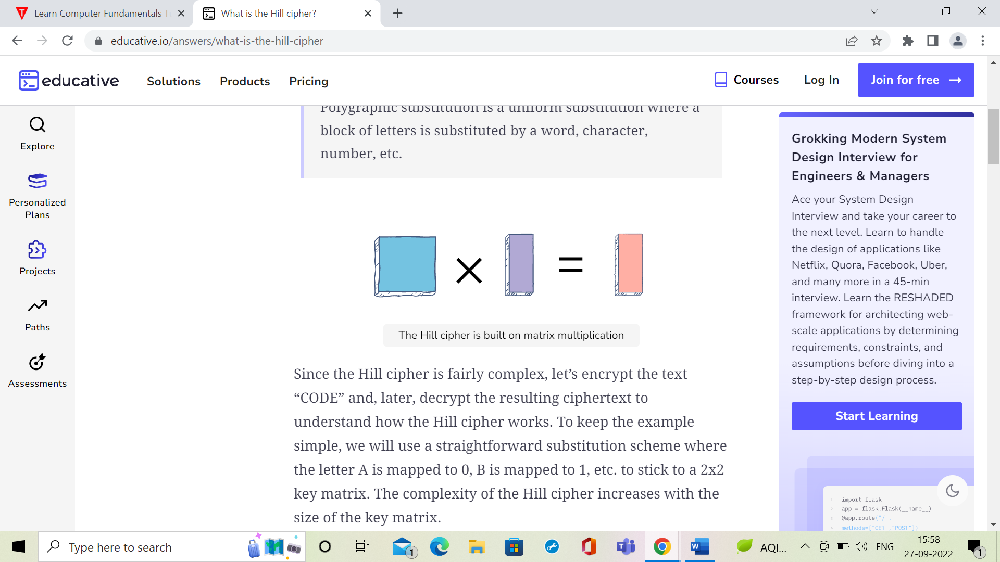 Learn Computer Fundamentals T
What is the Hill cipher?
educative.io/answers/what-is-the-hill-cipher
educative
Solutions
Products
Pricing
Courses
Log In
Join for free
Explore
Personalized
Plans
Projects
Paths
Assessments
Polygraphic substitution is a uniform substitution where a
block of letters is substituted by a word, character,
number, etc.
× =
The Hill cipher is built on matrix multiplication
Since the Hill cipher is fairly complex, let’s encrypt the text
“CODE” and, later, decrypt the resulting ciphertext to
understand how the Hill cipher works. To keep the example
simple, we will use a straightforward substitution scheme where
the letter A is mapped to 0, B is mapped to 1, etc. to stick to a 2x2
key matrix. The complexity of the Hill cipher increases with the
size of the key matrix.
Grokking Modern System
Design Interview for
Engineers & Managers
Ace your System Design
Interview and take your career to
the next level. Learn to handle
the design of applications like
Netflix, Quora, Facebook, Uber,
and many more in a 45-min
interview. Learn the RESHADED
framework for architecting web-
scale applications by determining
requirements, constraints, and
assumptions before diving into a
step-by-step design process.
Start Learning
1 import flask
2 app = flask.Flask(__name__)
3 @app.route("/",
4 methods=["GET","POST"])
Type here to search
1
W
AQI...
ENG
15:58
27-09-2022
1